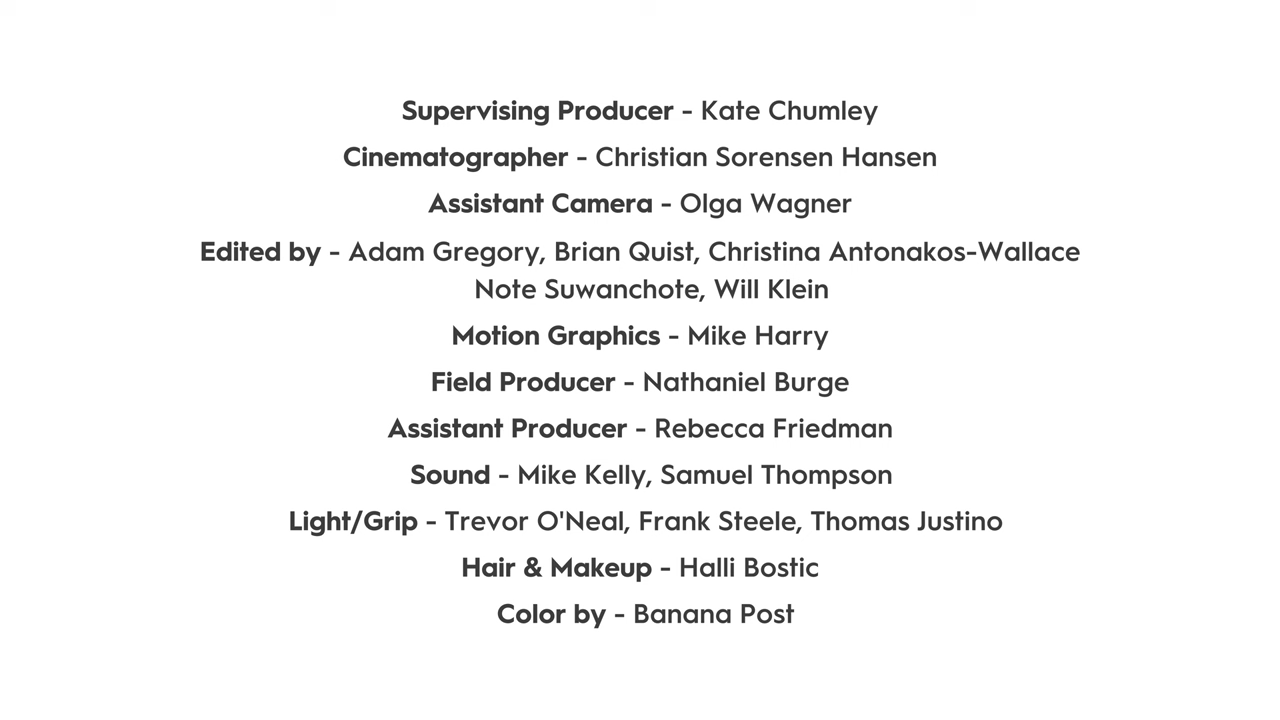 Supervising Producer - Kate Chumley
Cinematographer - Christian Sorensen Hansen
Assistant Camera - Olga Wagner
Edited by - Adam Gregory, Brian Quist, Christina Antonakos-Wallace
Note Suwanchote, Will Klein
Motion Graphics - Mike Harry
Field Producer - Nathaniel Burge
Assistant Producer - Rebecca Friedman
Sound - Mike Kelly, Samuel Thompson
Light/Grip - Trevor O'Neal, Frank Steele, Thomas Justino
Hair & Makeup - Halli Bostic
Color by - Banana Post